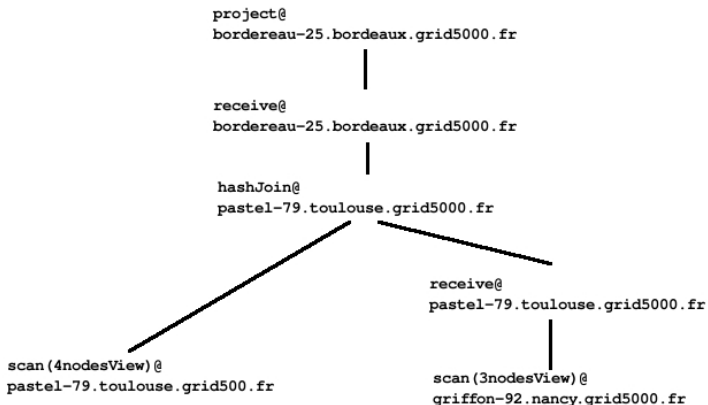 project@
bordereau-25.bordeaux.grid5000.fr
receive@
bordereau-25.bordeaux.grid5000.fr
hashJoin@
pastel-79.toulouse.grid5000.fr
receive@
pastel-79.toulouse.grid5000.fr
scan(4nodesView)@
pastel-79.toulouse.grid500.fr
scan(3nodesView)@
griffon-92.nancy.grid5000.fr